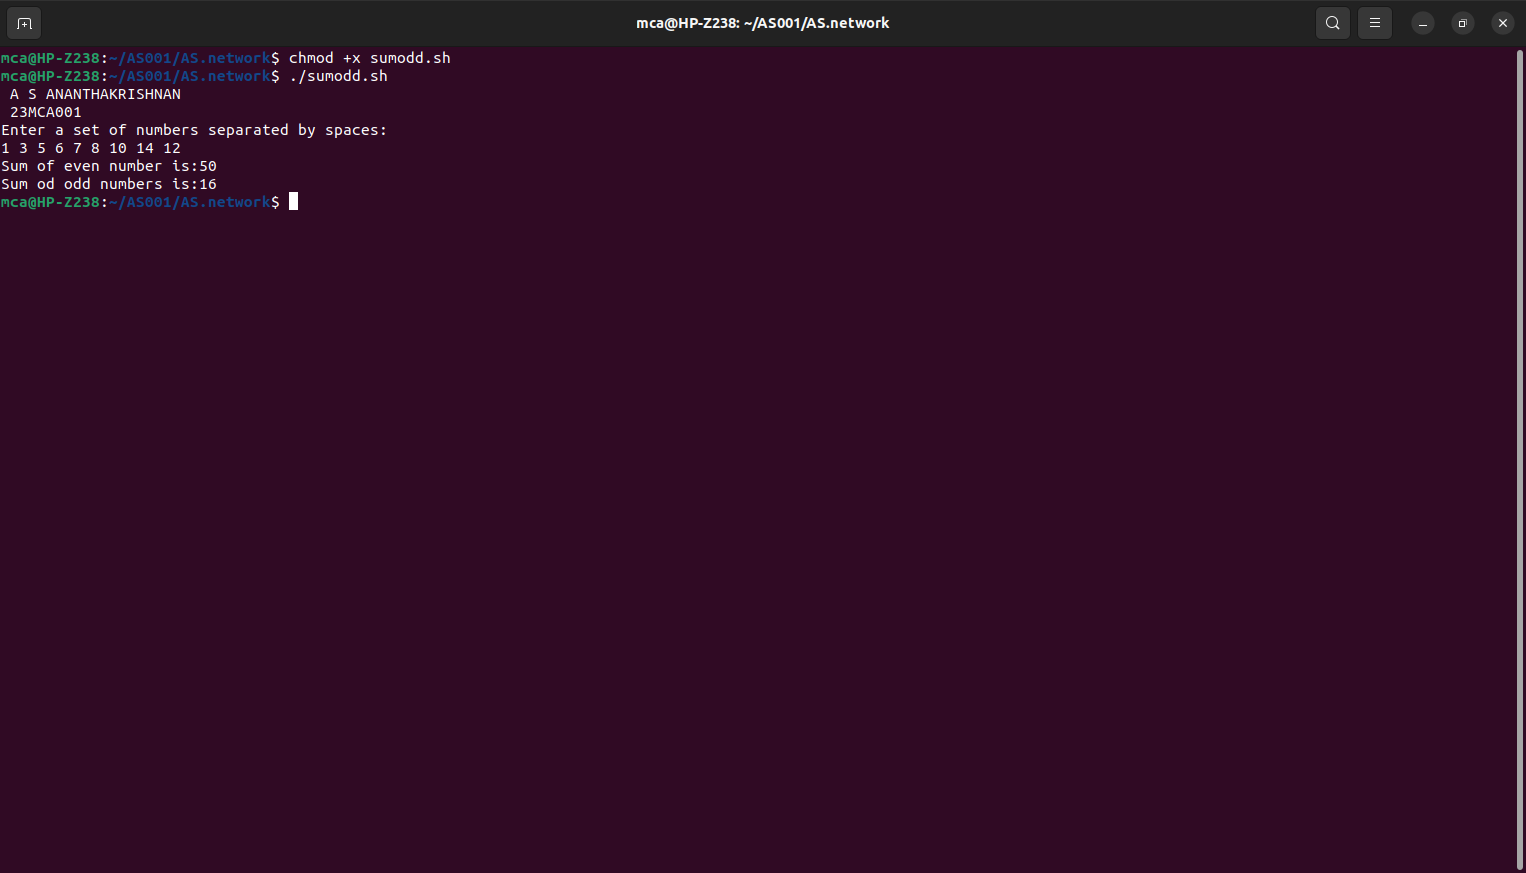 mca@HP-Z238: ~/AS001/AS.network
mca@HP-Z238:~/AS001/AS.network$ chmod +x sumodd.sh
mca@HP-Z238:~/AS001/AS.network$ ./sumodd.sh
A S ANANTHAKRISHNAN
23MCA001
Enter a set of numbers separated by spaces:
1 3 5 6 7 8 10 14 12
Sum of even number is:50
Sum od odd numbers is:16
mca@HP-Z238:~/AS001/AS.network$